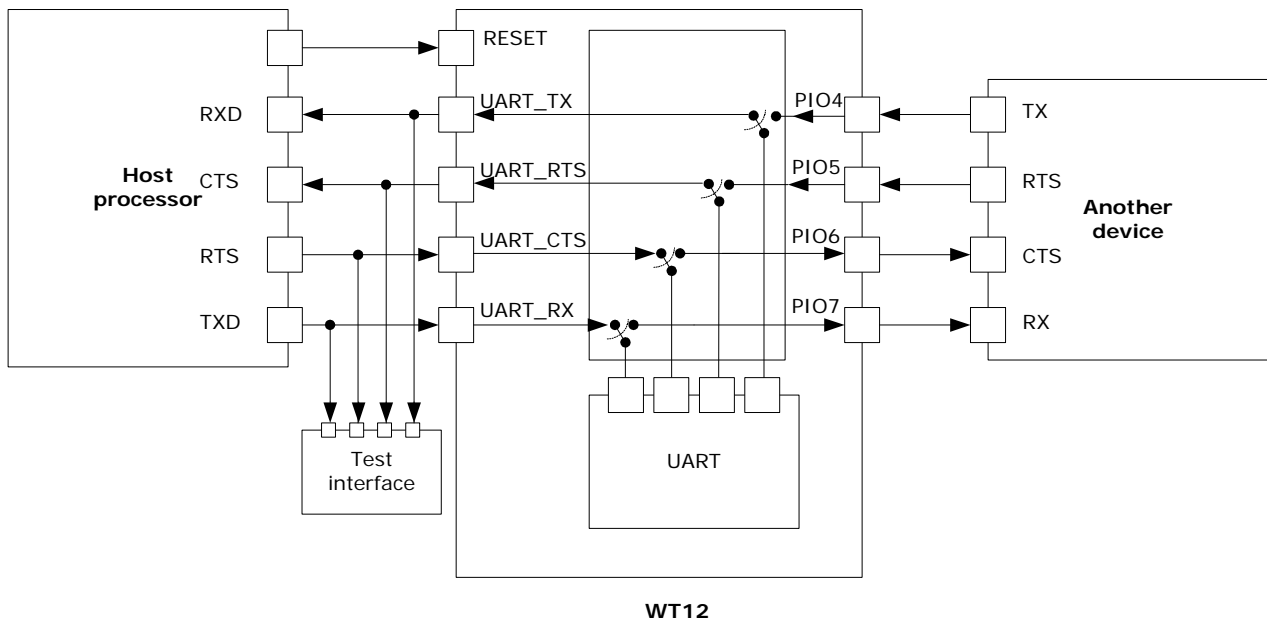 RESET
RXD
UART_TX
PIO4
TX
Host
processor
CTS
UART_RTS
PIO5
RTS
Another
device
RTS
UART_CTS
PIO6
CTS
TXD
UART_RX
PIO7
RX
Test
interface
UART
WT12